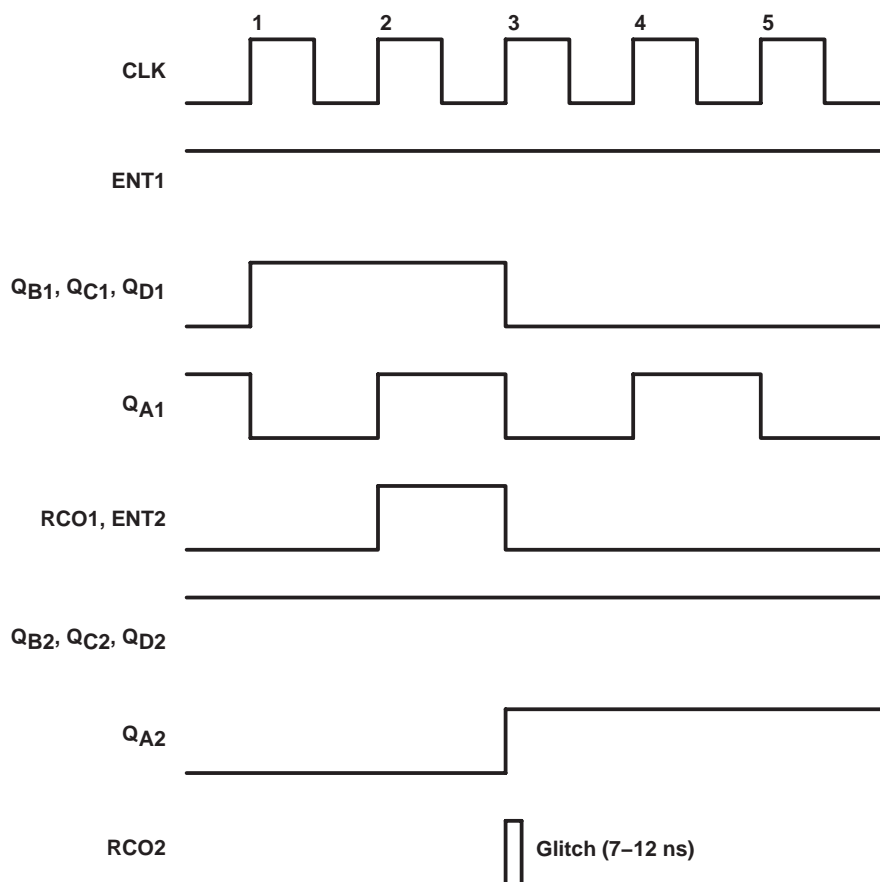 1 2 3 4 5
CLK
ENT1
QB1, QC1, QD1
QA1
RCO1, ENT2
QB2, QC2, QD2
QA2
RCO2
Glitch (7–12 ns)